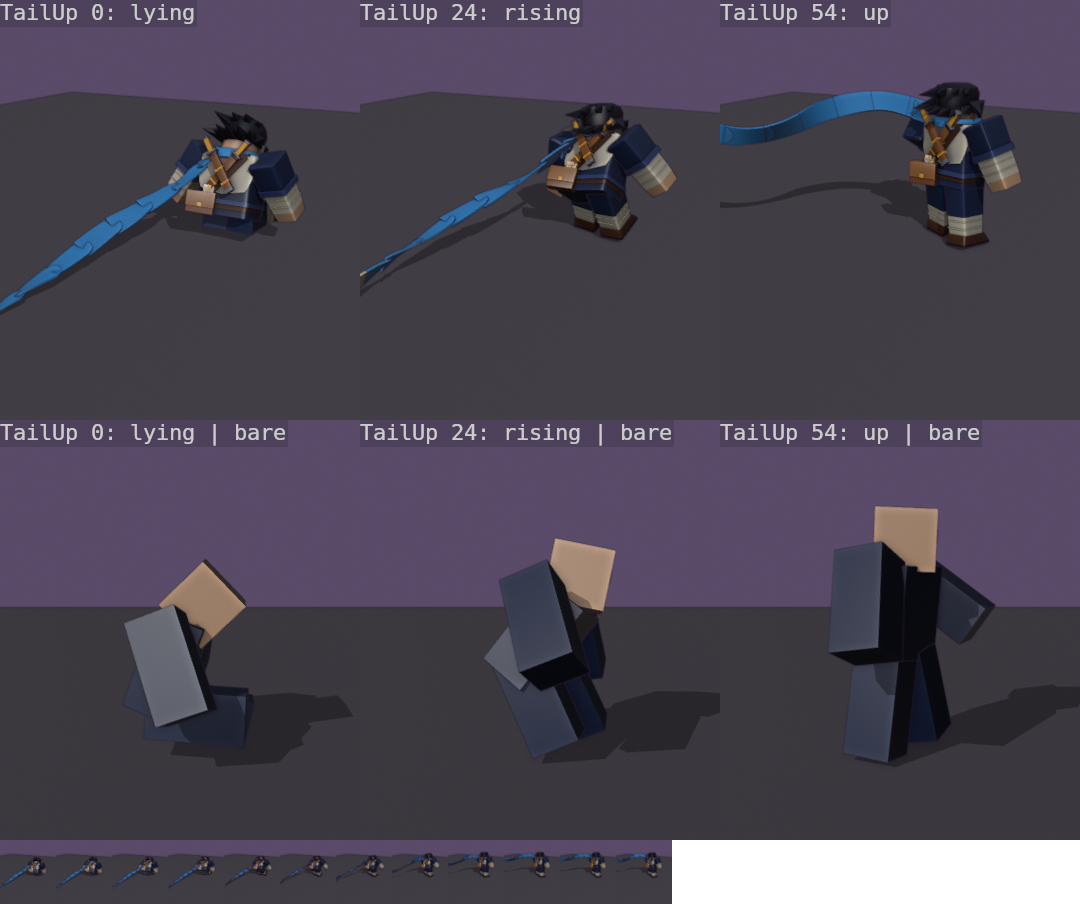 TailUp 0: lying
TailUp 24: rising
TailUp 54: up
TailUp 0: lying | bare
TailUp 24: rising | bare
TailUp 54: up | bare